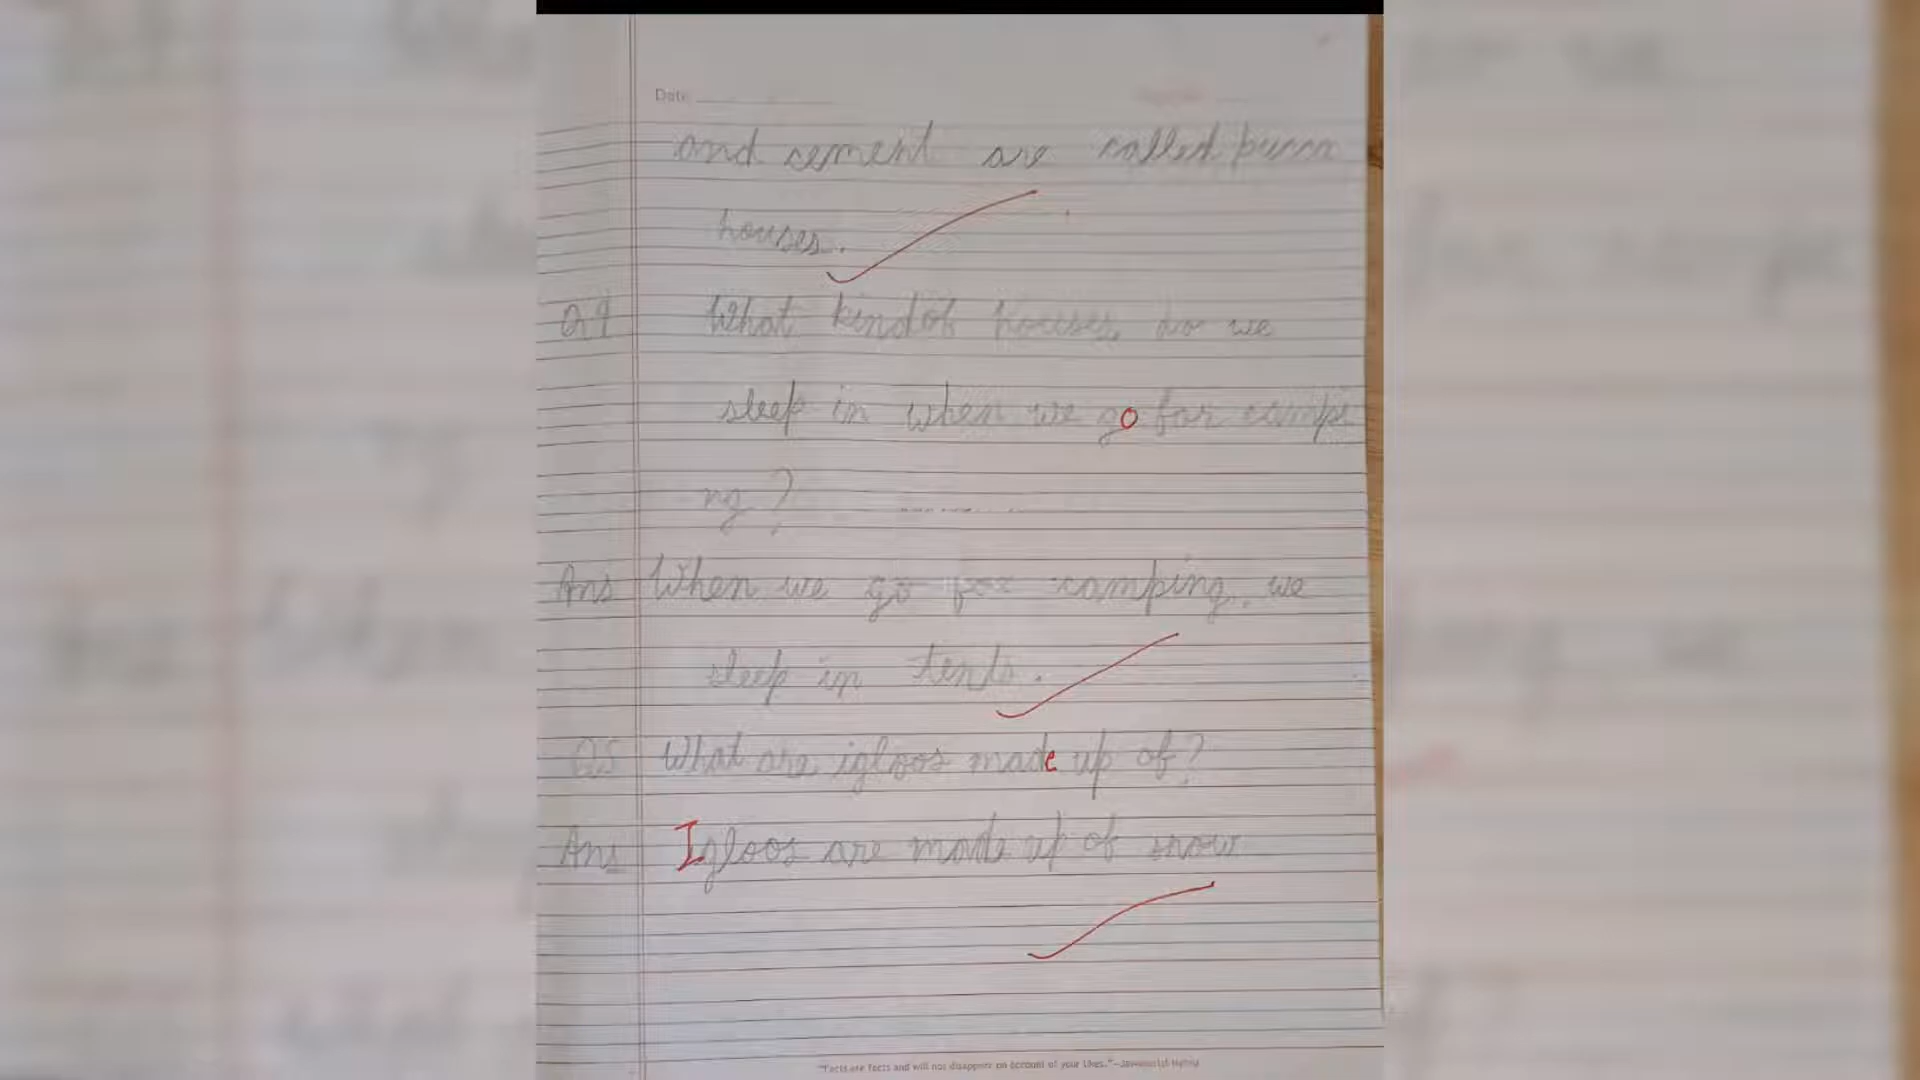 Date
and cement are called pucca
houses.
Q4 What kind of houses do we
sleep in when we go for campi
ng?
Ans When we go for camping, we
sleep in tents.
Q5 What are igloos made up of?
Ans Igloos are made up of snow
"Facts are facts and will not disappear on account of your likes."—Jawaharlal Nehru